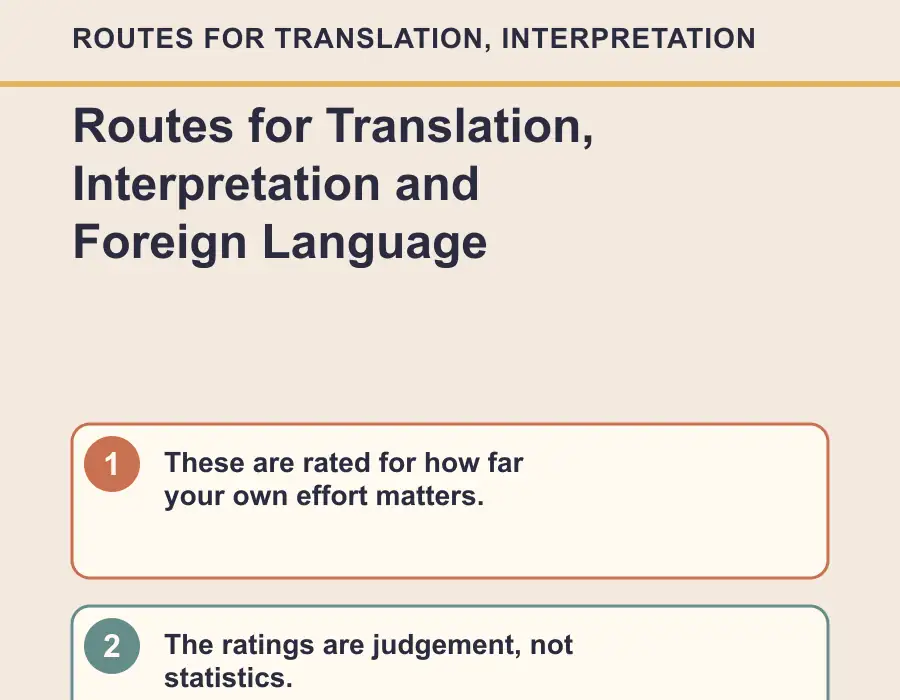 ROUTES FOR TRANSLATION, INTERPRETATION
Routes for Translation,
Interpretation and
Foreign Language
1
These are rated for how far
your own effort matters.
2
The ratings are judgement, not
statistics.